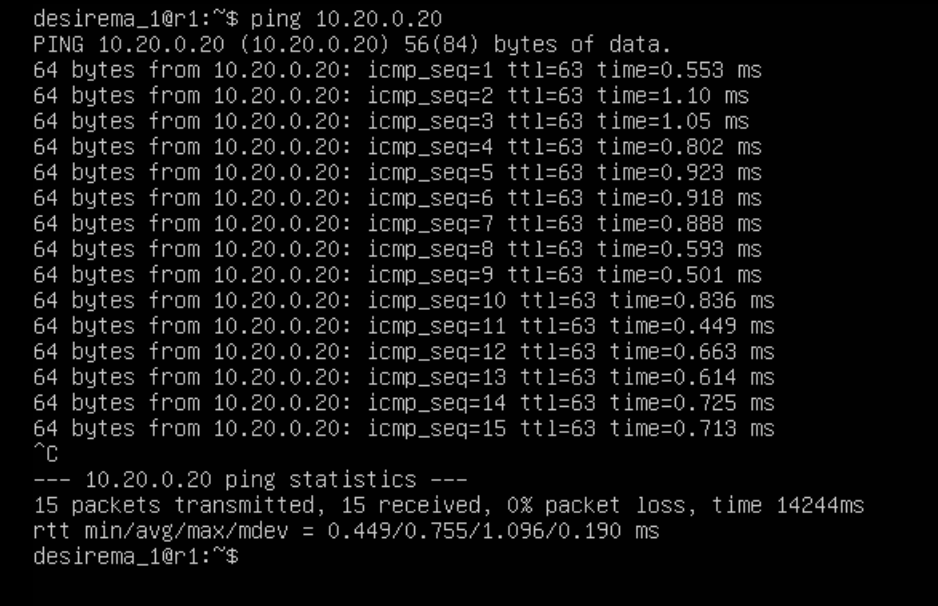 desirema_1@r1:~$ ping 10.20.0.20
PING 10.20.0.20 (10.20.0.20) 56(84) bytes of data.
64 bytes from 10.20.0.20: icmp_seq=1 ttl=63 time=0.553 ms
64 bytes from 10.20.0.20: icmp_seq=2 ttl=63 time=1.10 ms
64 bytes from 10.20.0.20: icmp_seq=3 ttl=63 time=1.05 ms
64 bytes from 10.20.0.20: icmp_seq=4 ttl=63 time=0.802 ms
64 bytes from 10.20.0.20: icmp_seq=5 ttl=63 time=0.923 ms
64 bytes from 10.20.0.20: icmp_seq=6 ttl=63 time=0.918 ms
64 bytes from 10.20.0.20: icmp_seq=7 ttl=63 time=0.888 ms
64 bytes from 10.20.0.20: icmp_seq=8 ttl=63 time=0.593 ms
64 bytes from 10.20.0.20: icmp_seq=9 ttl=63 time=0.501 ms
64 bytes from 10.20.0.20: icmp_seq=10 ttl=63 time=0.836 ms
64 bytes from 10.20.0.20: icmp_seq=11 ttl=63 time=0.449 ms
64 bytes from 10.20.0.20: icmp_seq=12 ttl=63 time=0.663 ms
64 bytes from 10.20.0.20: icmp_seq=13 ttl=63 time=0.614 ms
64 bytes from 10.20.0.20: icmp_seq=14 ttl=63 time=0.725 ms
64 bytes from 10.20.0.20: icmp_seq=15 ttl=63 time=0.713 ms
^C
--- 10.20.0.20 ping statistics ---
15 packets transmitted, 15 received, 0% packet loss, time 14244ms
rtt min/avg/max/mdev = 0.449/0.755/1.096/0.190 ms
desirema_1@r1:~$